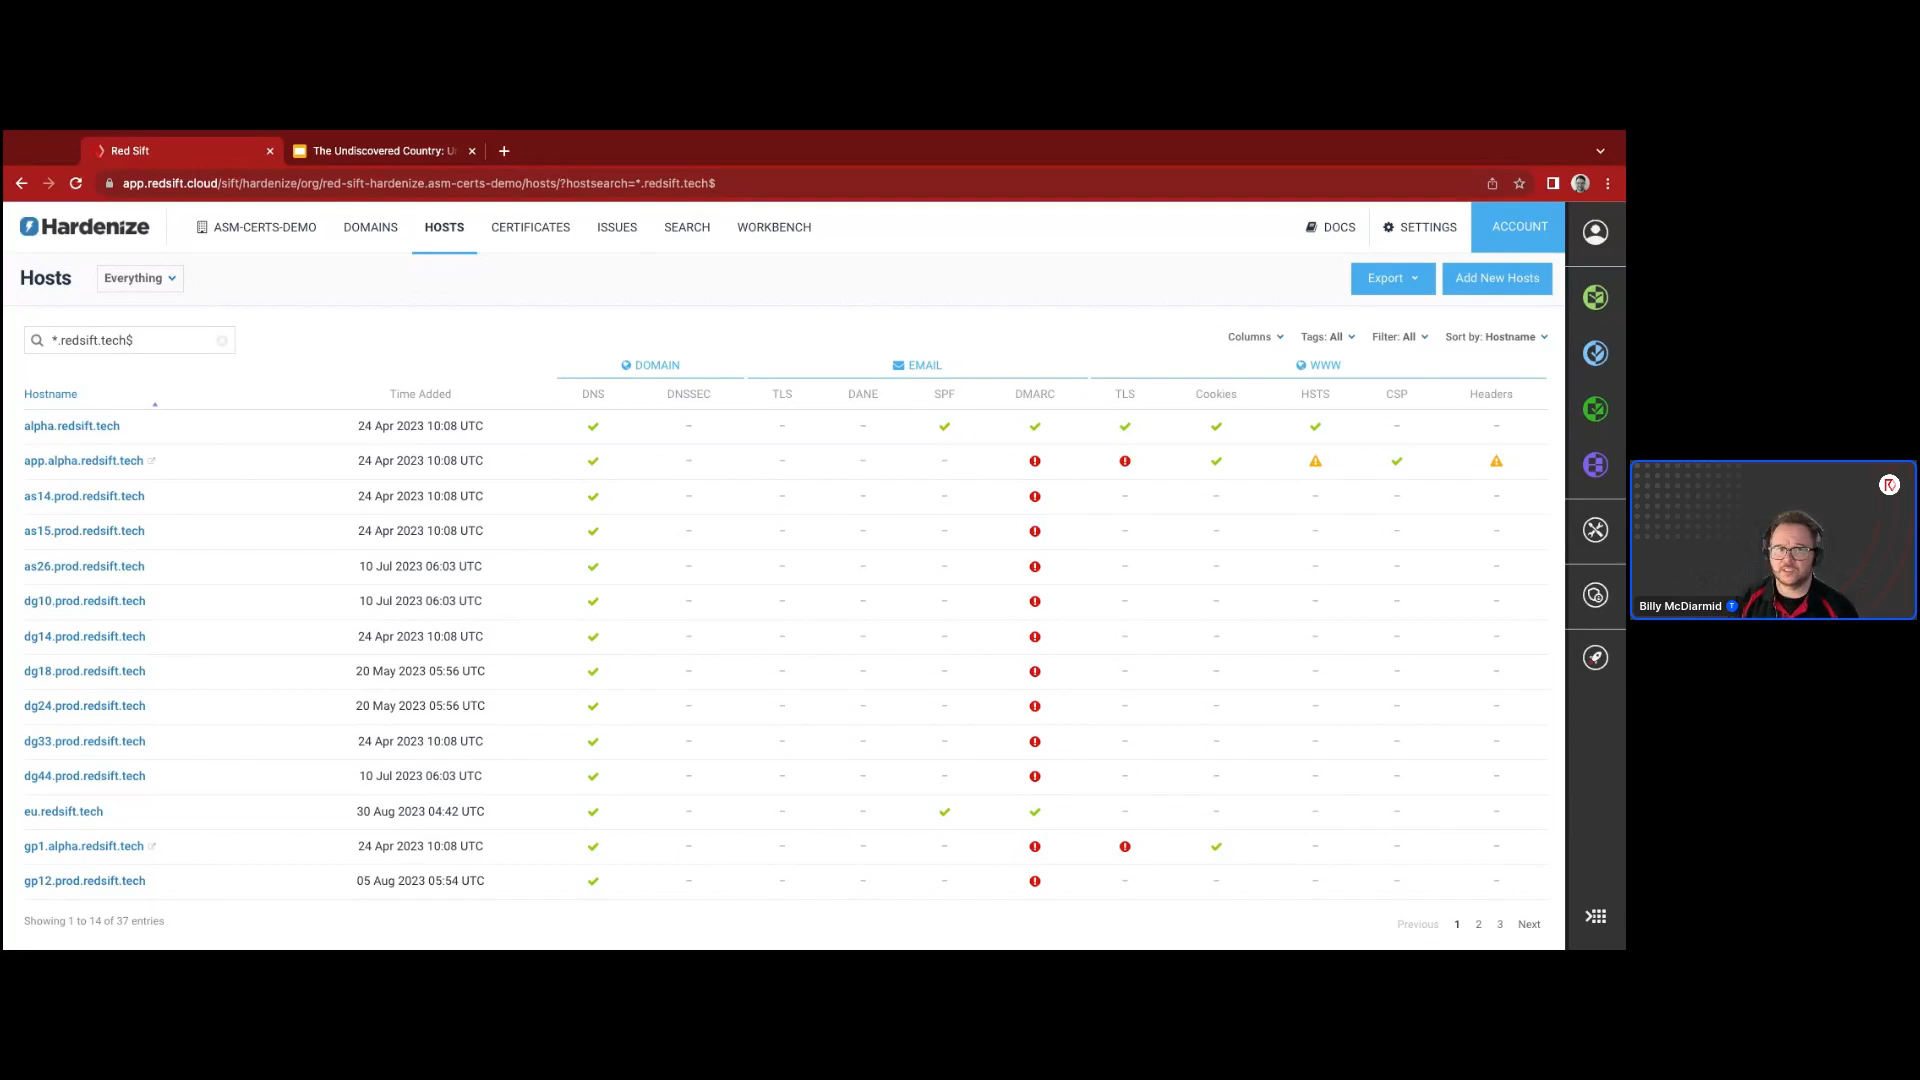 Red Sift
The Undiscovered Country: U
app.redsift.cloud/sift/hardenize/org/red-sift-hardenize.asm-certs-demo/hosts/?hostsearch=*.redsift.tech$
Hardenize ASM-CERTS-DEMO DOMAINS HOSTS CERTIFICATES ISSUES SEARCH WORKBENCH DOCS SETTINGS ACCOUNT
Hosts Everything Export Add New Hosts
*.redsift.tech$ Columns Tags: All Filter: All Sort by: Hostname
DOMAIN EMAIL WWW
Hostname Time Added DNS DNSSEC TLS DANE SPF DMARC TLS Cookies HSTS CSP Headers
alpha.redsift.tech 24 Apr 2023 10:08 UTC
app.alpha.redsift.tech 24 Apr 2023 10:08 UTC
as14.prod.redsift.tech 24 Apr 2023 10:08 UTC
as15.prod.redsift.tech 24 Apr 2023 10:08 UTC
as26.prod.redsift.tech 10 Jul 2023 06:03 UTC
dg10.prod.redsift.tech 10 Jul 2023 06:03 UTC
dg14.prod.redsift.tech 24 Apr 2023 10:08 UTC
dg18.prod.redsift.tech 20 May 2023 05:56 UTC
dg24.prod.redsift.tech 20 May 2023 05:56 UTC
dg33.prod.redsift.tech 24 Apr 2023 10:08 UTC
dg44.prod.redsift.tech 10 Jul 2023 06:03 UTC
eu.redsift.tech 30 Aug 2023 04:42 UTC
gp1.alpha.redsift.tech 24 Apr 2023 10:08 UTC
gp12.prod.redsift.tech 05 Aug 2023 05:54 UTC
Showing 1 to 14 of 37 entries Previous 1 2 3 Next
Billy McDiarmid T